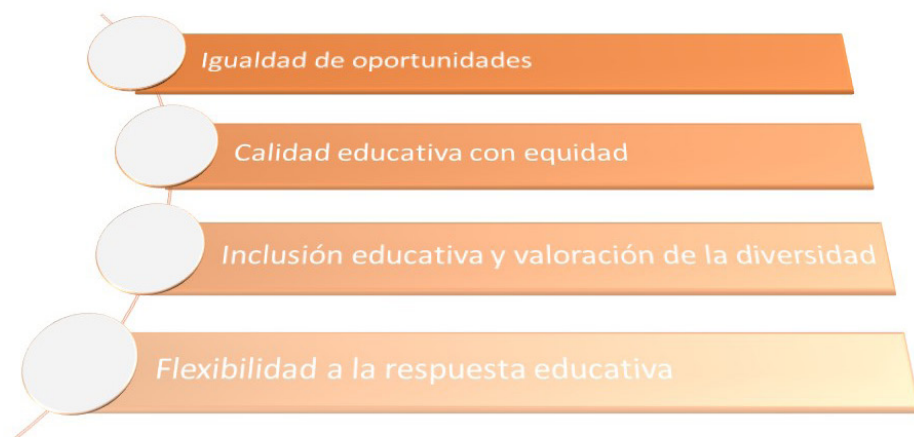 Igualdad de oportunidades
Calidad educativa con equidad
Inclusión educativa y valoración de la diversidad
Flexibilidad a la respuesta educativa